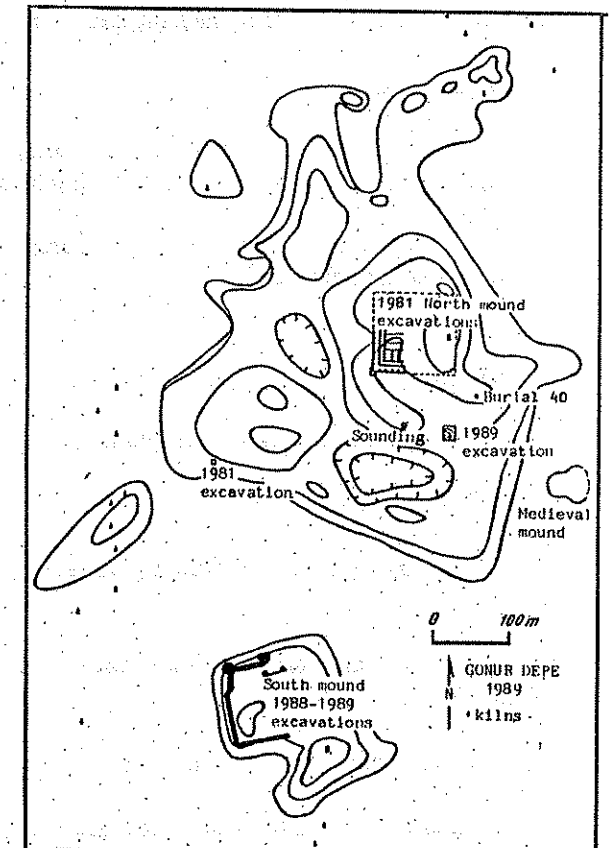 1981 North mound
excavations
Burial 40
Sounding
1989
excavation
1981
excavation
Medieval
mound
0 100m
GONUR DEPE
N 1989
kilns
South mound
1988-1989
excavations